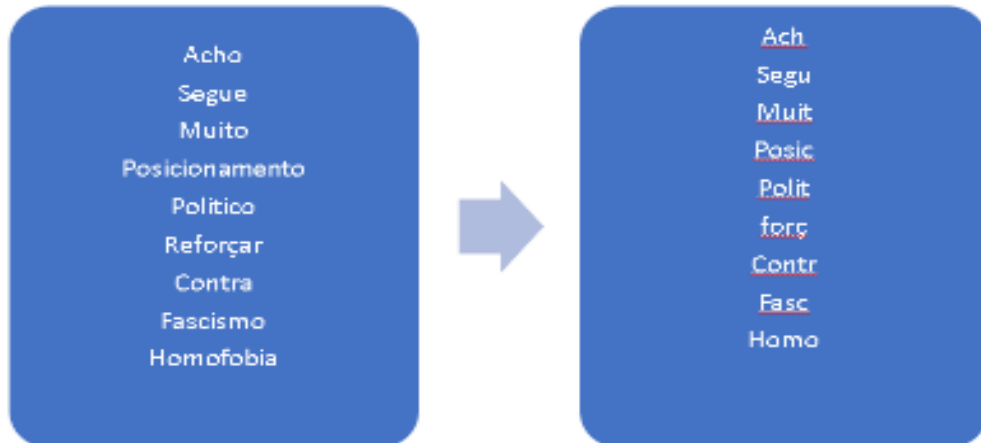 Acho
Segue
Muito
Posicionamento
Politico
Reforçar
Contra
Fascismo
Homofobia
Ach
Segu
Muit
Posic
Polit
forç
Contr
Fasc
Homo